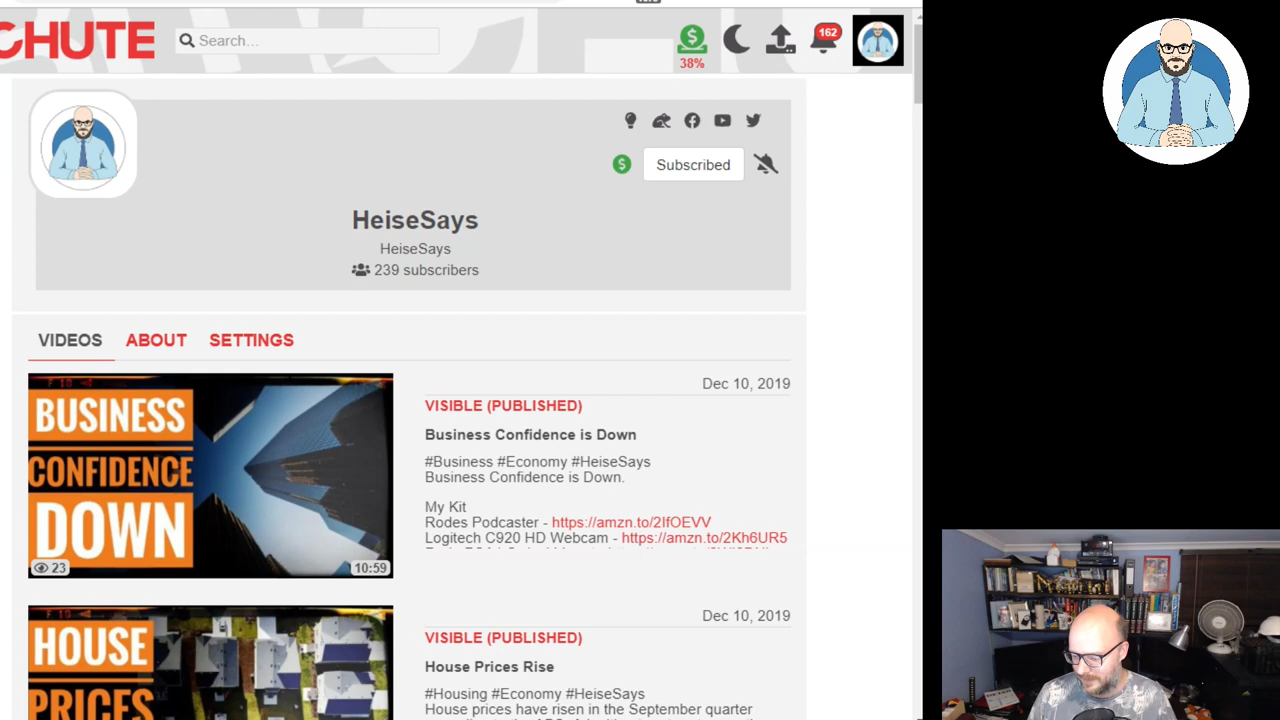 CHUTE
Search...
38%
162
Subscribed
HeiseSays
HeiseSays
239 subscribers
VIDEOS ABOUT SETTINGS
BUSINESS
CONFIDENCE
DOWN
23
10:59
Dec 10, 2019
VISIBLE (PUBLISHED)
Business Confidence is Down
#Business #Economy #HeiseSays
Business Confidence is Down.
My Kit
Rodes Podcaster - https://amzn.to/2IfOEVV
Logitech C920 HD Webcam - https://amzn.to/2Kh6UR5
HOUSE
PRICES
Dec 10, 2019
VISIBLE (PUBLISHED)
House Prices Rise
#Housing #Economy #HeiseSays
House prices have risen in the September quarter